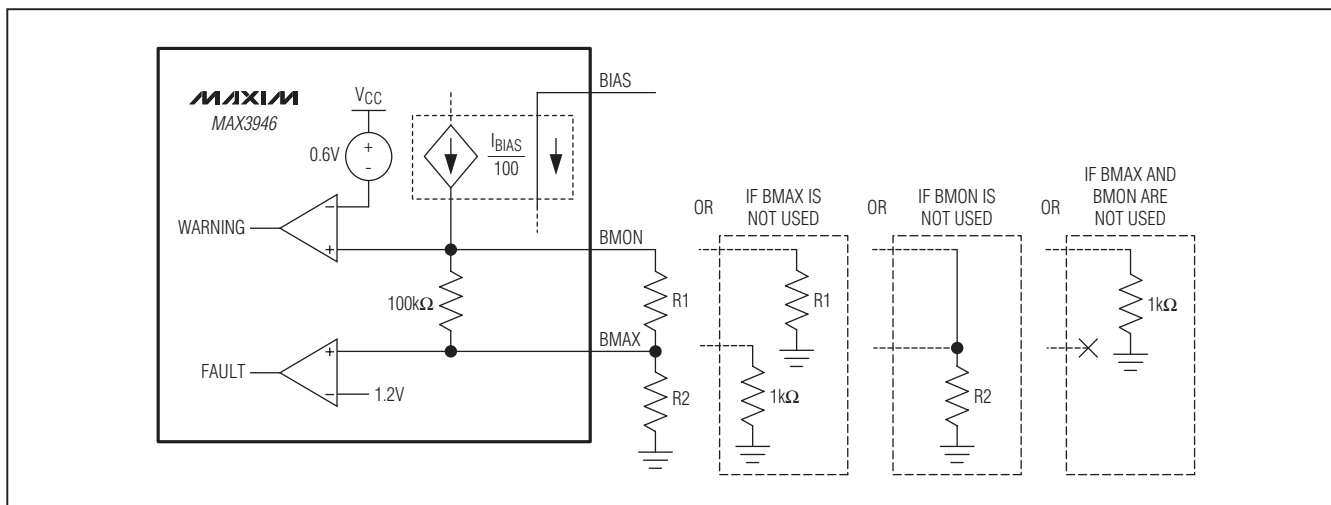 MAXIM
MAX3946
VCC
0.6V
+
-
IBIAS
100
BIAS
WARNING
−
+
BMON
100kΩ
R1
BMAX
FAULT
+
−
1.2V
R2
OR
IF BMAX IS
NOT USED
R1
1kΩ
OR
IF BMON IS
NOT USED
R2
OR
IF BMAX AND
BMON ARE
NOT USED
1kΩ